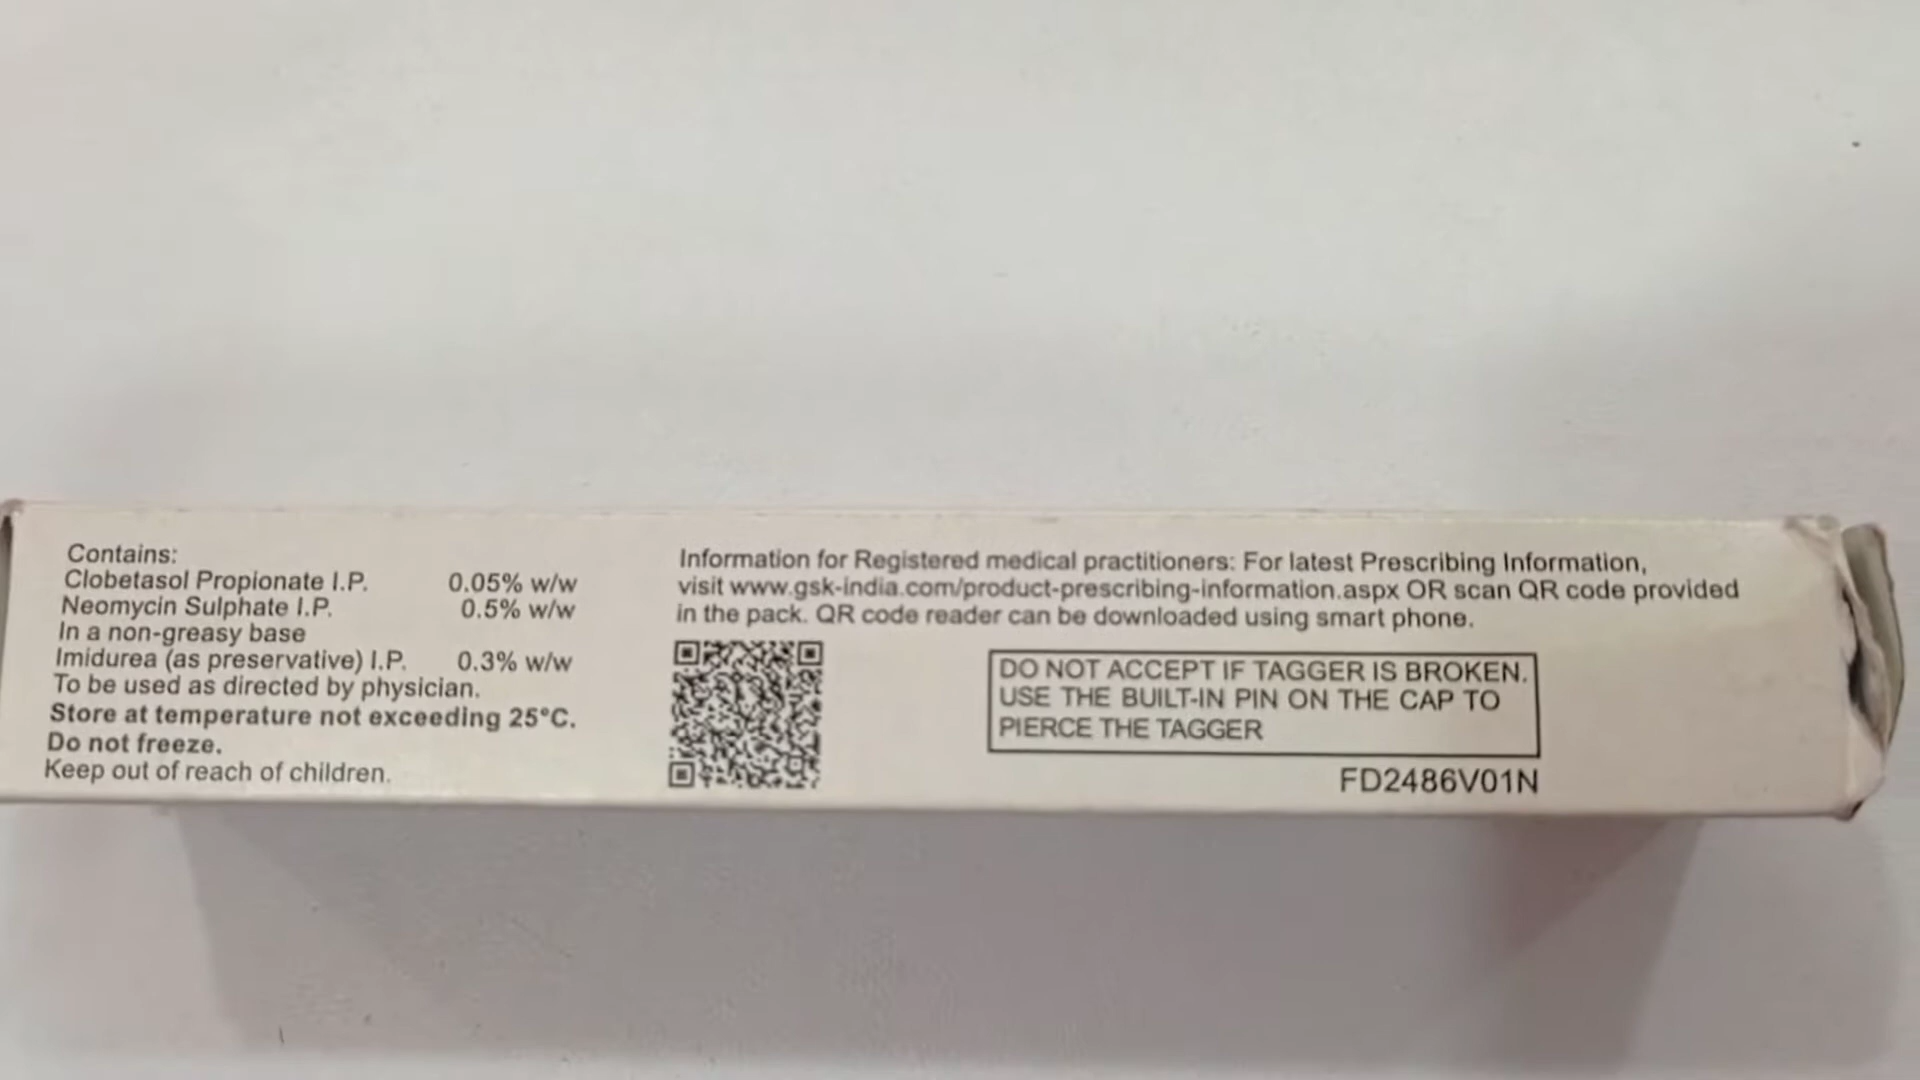 Contains:
Clobetasol Propionate I.P. 0.05% w/w
Neomycin Sulphate I.P. 0.5% w/w
In a non-greasy base
Imidurea (as preservative) I.P. 0.3% w/w
To be used as directed by physician.
Store at temperature not exceeding 25°C.
Do not freeze.
Keep out of reach of children.
Information for Registered medical practitioners: For latest Prescribing Information,
visit www.gsk-india.com/product-prescribing-information.aspx OR scan QR code provided
in the pack. QR code reader can be downloaded using smart phone.
DO NOT ACCEPT IF TAGGER IS BROKEN.
USE THE BUILT-IN PIN ON THE CAP TO
PIERCE THE TAGGER
FD2486V01N